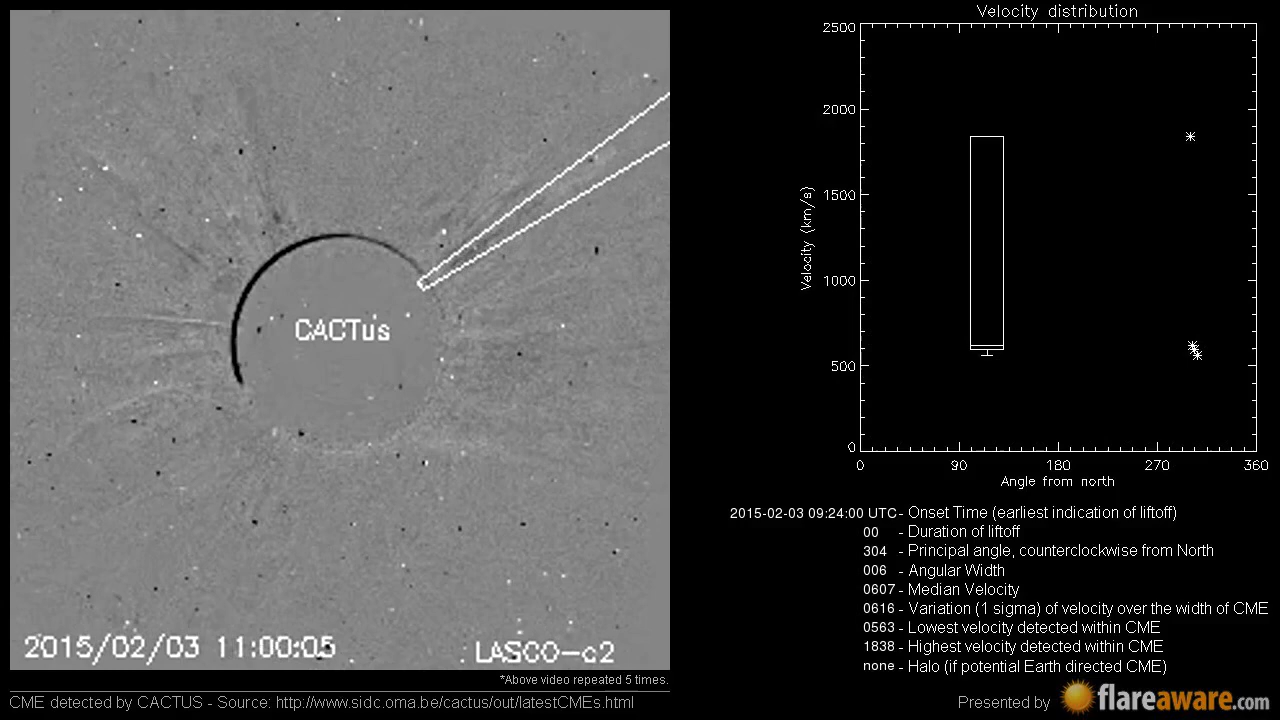 CACTus
2015/02/03 11:00:05
LASCO-c2
*Above video repeated 5 times.
CME detected by CACTUS - Source: http://www.sidc.oma.be/cactus/out/latestCMEs.html
Velocity distribution
2500
2000
1500
1000
500
0
Velocity (km/s)
0 90 180 270 360
Angle from north
2015-02-03 09:24:00 UTC - Onset Time (earliest indication of liftoff)
00 - Duration of liftoff
304 - Principal angle, counterclockwise from North
006 - Angular Width
0607 - Median Velocity
0616 - Variation (1 sigma) of velocity over the width of CME
0563 - Lowest velocity detected within CME
1838 - Highest velocity detected within CME
none - Halo (if potential Earth directed CME)
Presented by flareaware.com